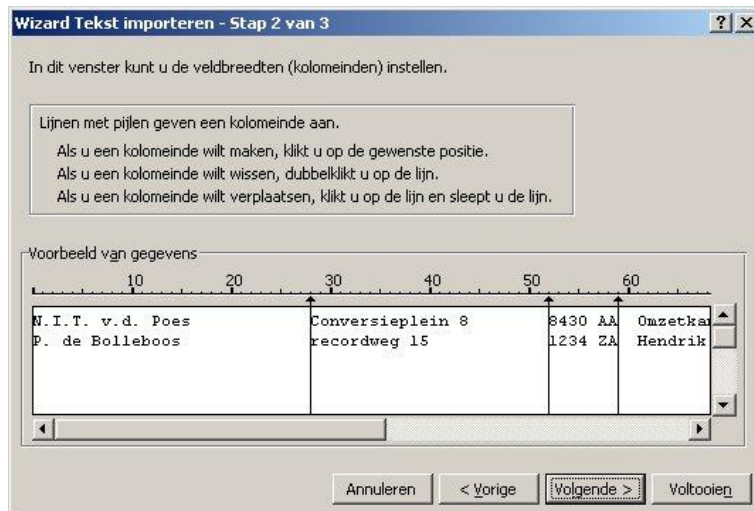 Wizard Tekst importeren - Stap 2 van 3
In dit venster kunt u de veldbreedten (kolomeinden) instellen.
Lijnen met pijlen geven een kolomeinde aan.
Als u een kolomeinde wilt maken, klikt u op de gewenste positie.
Als u een kolomeinde wilt wissen, dubbelklikt u op de lijn.
Als u een kolomeinde wilt verplaatsen, klikt u op de lijn en sleept u de lijn.
Voorbeeld van gegevens
10 20 30 40 50 60
N.I.T. v.d. Poes Conversieplein 8 8430 AA Omzetka
P. de Bolleboos recordweg 15 1234 ZA Hendrik
Annuleren < Vorige Volgende > Voltooien